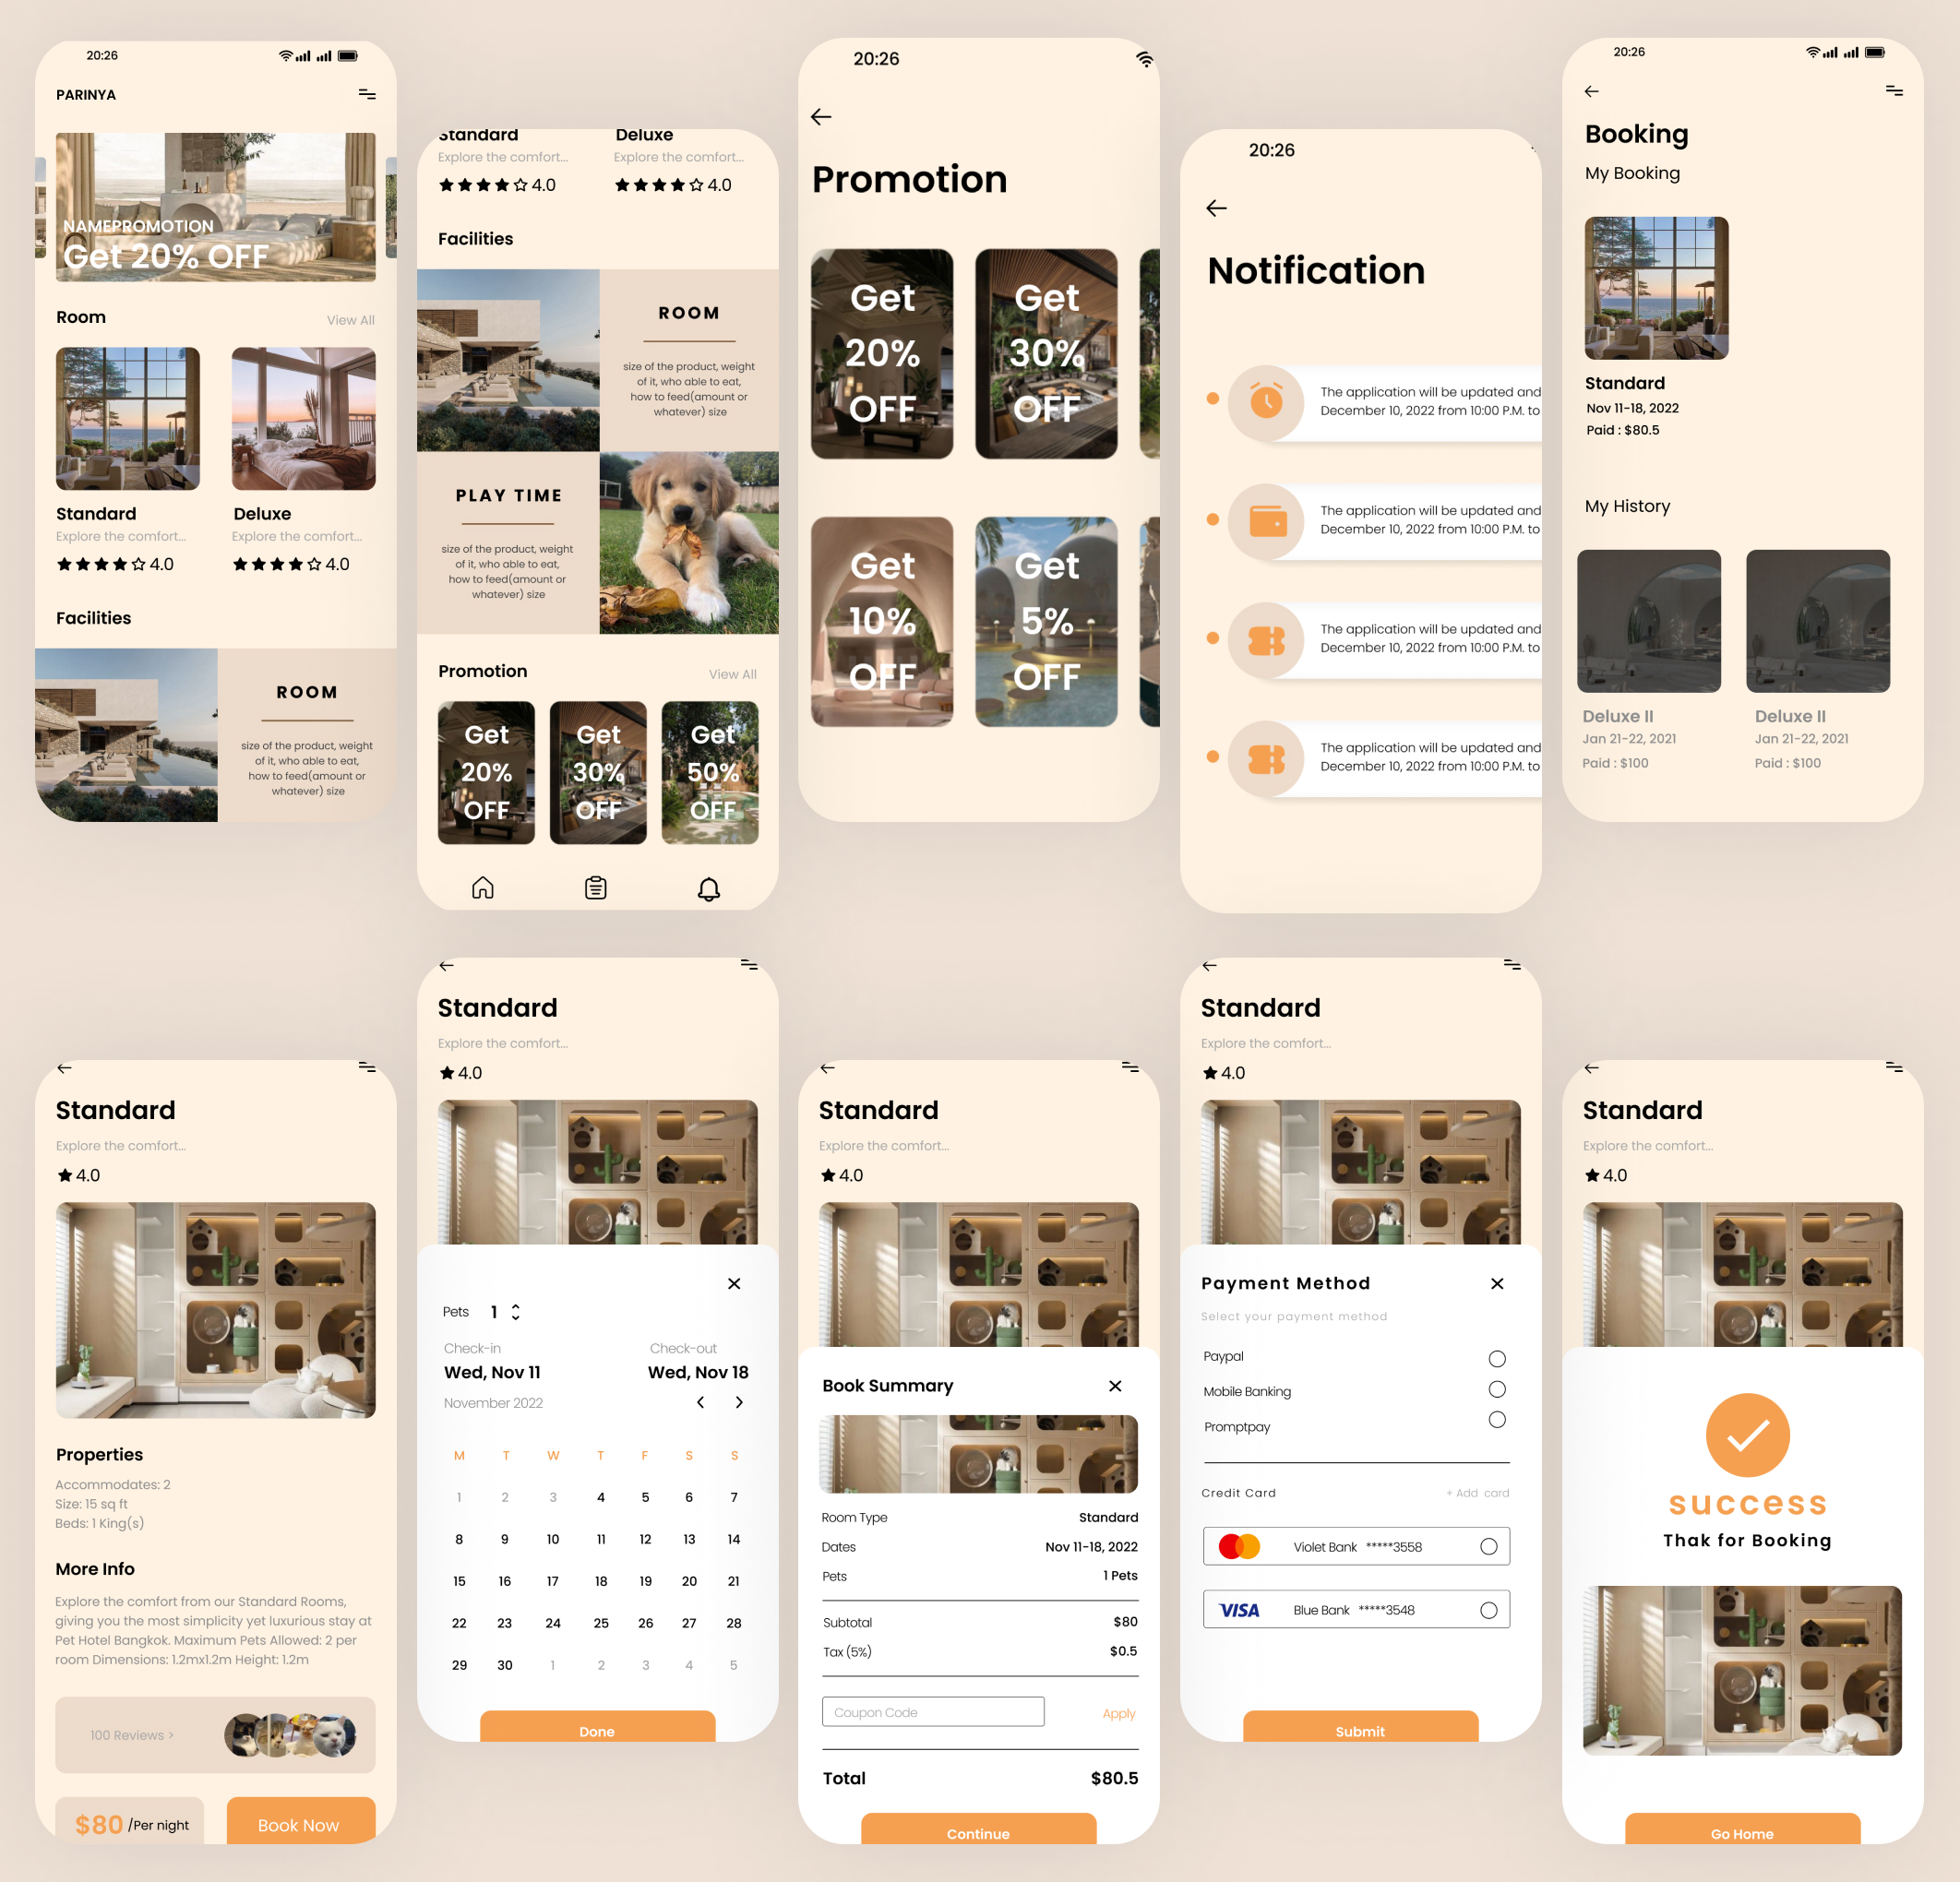 20:26
PARINYA
NAMEPROMOTION
Get 20% OFF
Room
View All
Standard
Deluxe
Explore the comfort...
Explore the comfort...
4.0
4.0
Facilities
ROOM
size of the product, weight
of it, who able to eat,
how to feed(amount or
whatever) size
Standard
Deluxe
Explore the comfort...
Explore the comfort...
4.0
4.0
Facilities
ROOM
size of the product, weight
of it, who able to eat,
how to feed(amount or
whatever) size
PLAY TIME
size of the product, weight
of it, who able to eat,
how to feed(amount or
whatever) size
Promotion
View All
Get
20%
OFF
Get
30%
OFF
Get
50%
OFF
20:26
Promotion
Get
20%
OFF
Get
30%
OFF
Get
10%
OFF
Get
5%
OFF
20:26
Notification
The application will be updated and
December 10, 2022 from 10:00 P.M. to
The application will be updated and
December 10, 2022 from 10:00 P.M. to
The application will be updated and
December 10, 2022 from 10:00 P.M. to
The application will be updated and
December 10, 2022 from 10:00 P.M. to
20:26
Booking
My Booking
Standard
Nov 11-18, 2022
Paid : $80.5
My History
Deluxe II
Jan 21-22, 2021
Paid : $100
Deluxe II
Jan 21-22, 2021
Paid : $100
Standard
Explore the comfort...
4.0
Properties
Accommodates: 2
Size: 15 sq ft
Beds: 1 King(s)
More Info
Explore the comfort from our Standard Rooms,
giving you the most simplicity yet luxurious stay at
Pet Hotel Bangkok. Maximum Pets Allowed: 2 per
room Dimensions: 1.2mx1.2m Height: 1.2m
100 Reviews >
$80 /Per night
Book Now
Standard
Explore the comfort...
4.0
Pets 1
Check-in
Check-out
Wed, Nov 11
Wed, Nov 18
November 2022
M T W T F S S
1 2 3 4 5 6 7
8 9 10 11 12 13 14
15 16 17 18 19 20 21
22 23 24 25 26 27 28
29 30 1 2 3 4 5
Done
Standard
Explore the comfort...
4.0
Book Summary
Room Type Standard
Dates Nov 11-18, 2022
Pets 1 Pets
Subtotal $80
Tax (5%) $0.5
Coupon Code
Apply
Total $80.5
Continue
Standard
Explore the comfort...
4.0
Payment Method
Select your payment method
Paypal
Mobile Banking
Promptpay
Credit Card
+ Add card
Violet Bank *****3558
VISA Blue Bank *****3548
Submit
Standard
Explore the comfort...
4.0
success
Thak for Booking
Go Home